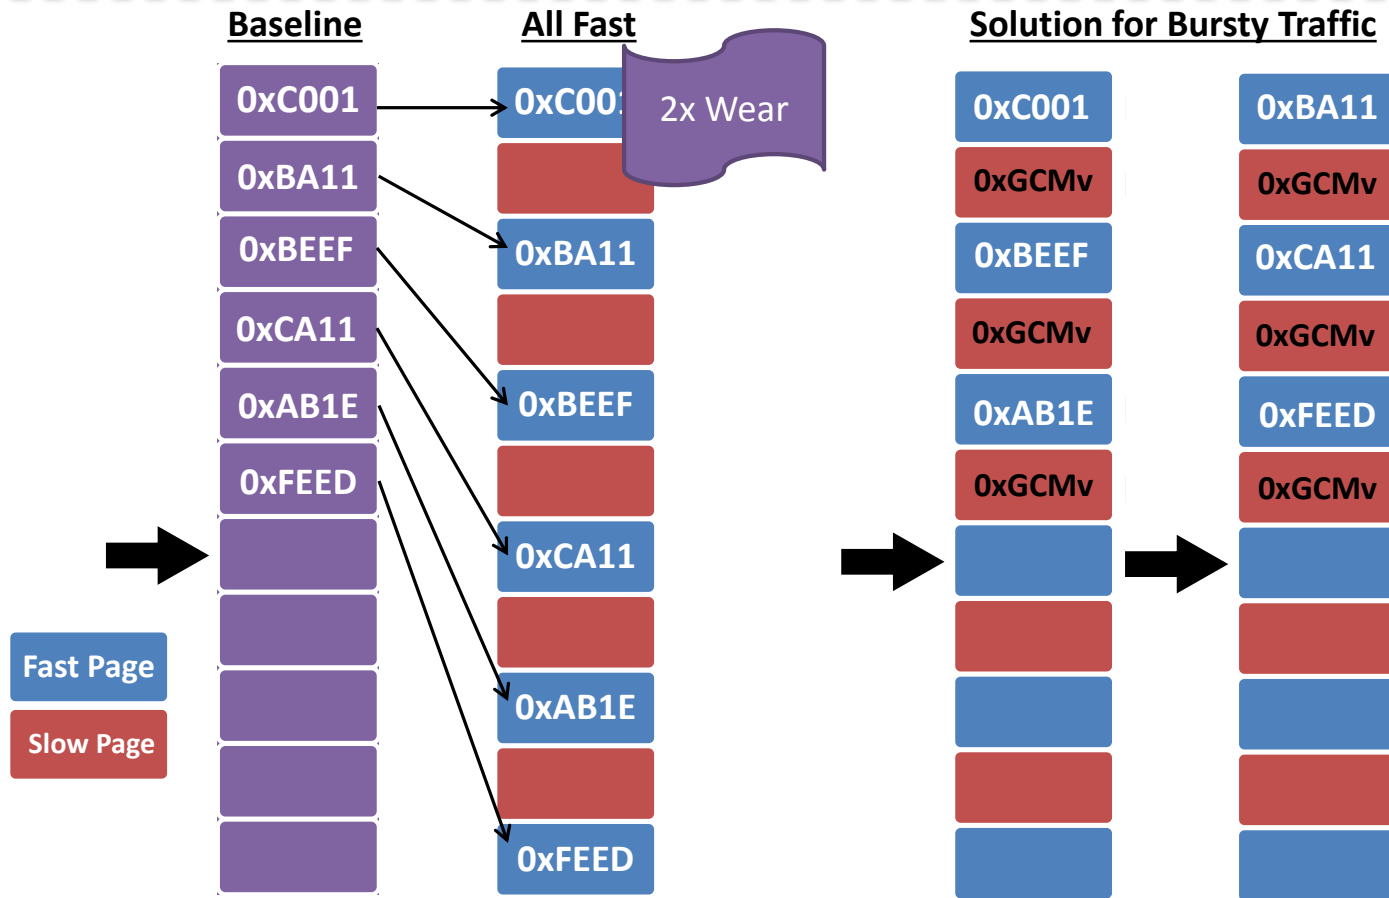 Baseline
All Fast
Solution for Bursty Traffic
0xC001
0xBA11
0xBEEF
0xCA11
0xAB1E
0xFEED
0xC001
2x Wear
0xBA11
0xBEEF
0xCA11
0xAB1E
0xFEED
0xC001
0xGCMv
0xBEEF
0xGCMv
0xAB1E
0xGCMv
0xBA11
0xGCMv
0xCA11
0xGCMv
0xFEED
0xGCMv
Fast Page
Slow Page